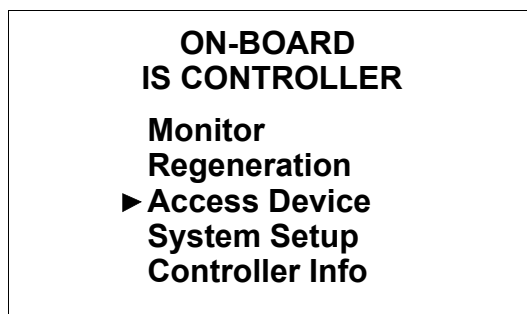 ON-BOARD
IS CONTROLLER
Monitor
Regeneration
►Access Device
System Setup
Controller Info